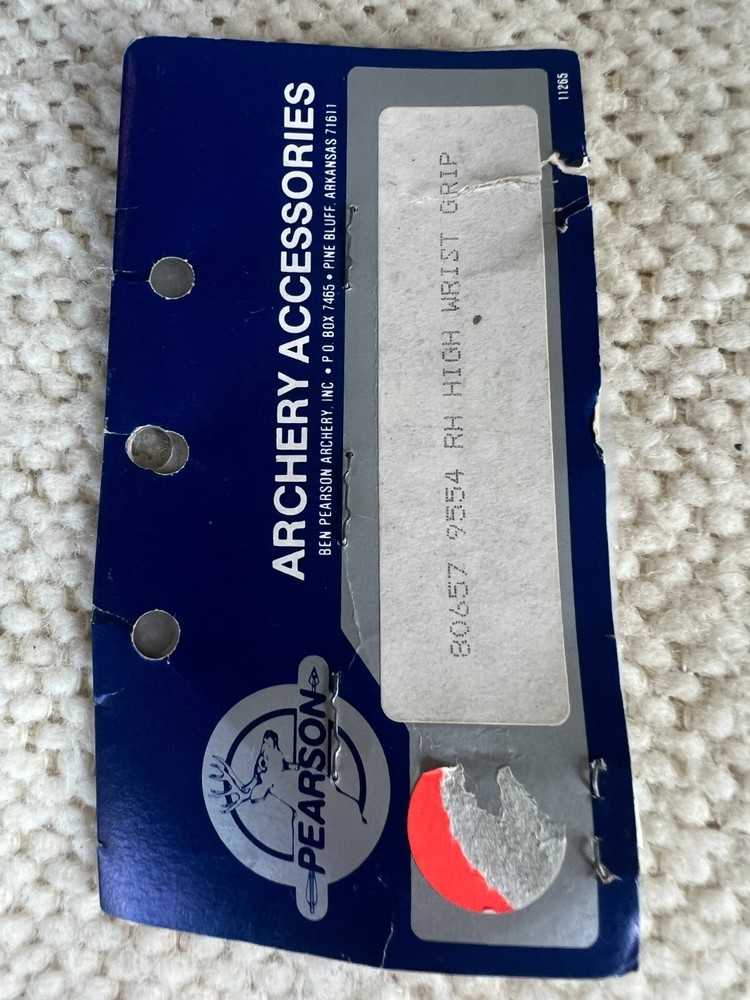 ARCHERY ACCESSORIES
BEN PEARSON ARCHERY, INC • P.O. BOX 7465 • PINE BLUFF, ARKANSAS 71611
PEARSON
80657 9554 RH HIGH WRIST GRIP
11265